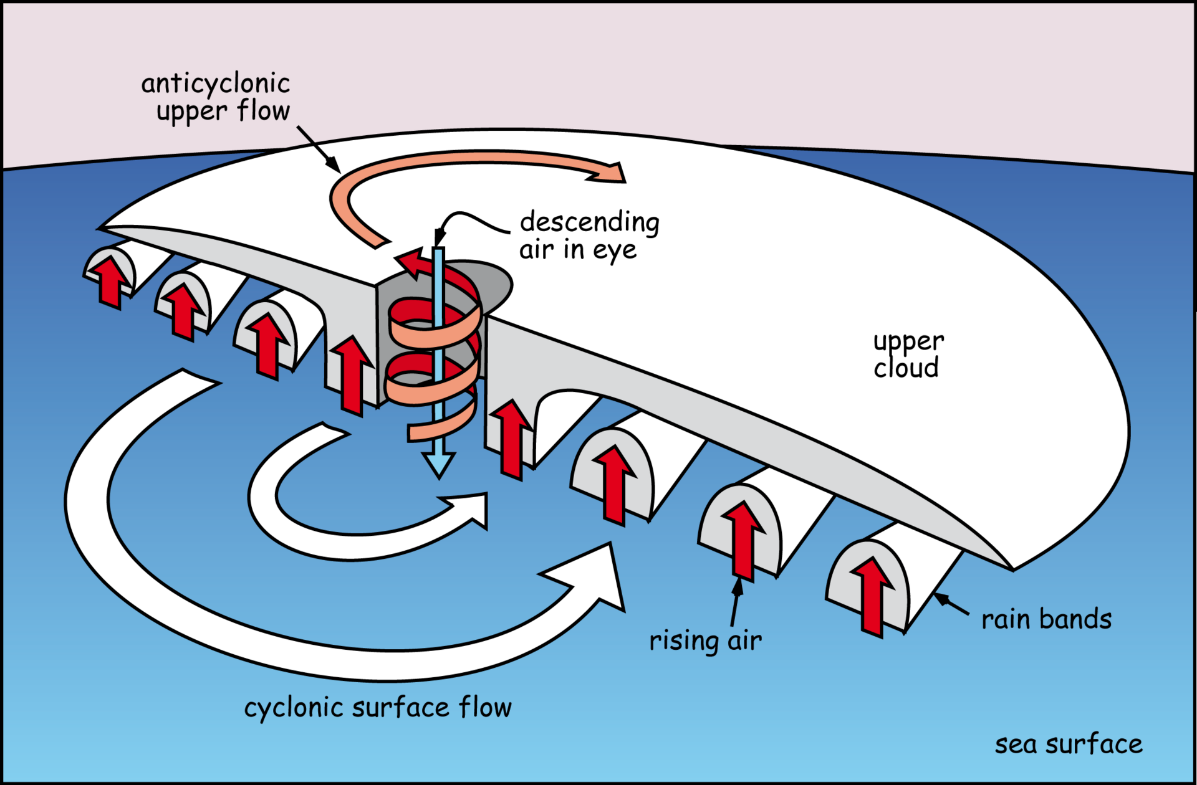 anticyclonic
upper flow
descending
air in eye
upper
cloud
rain bands
rising air
cyclonic surface flow
sea surface